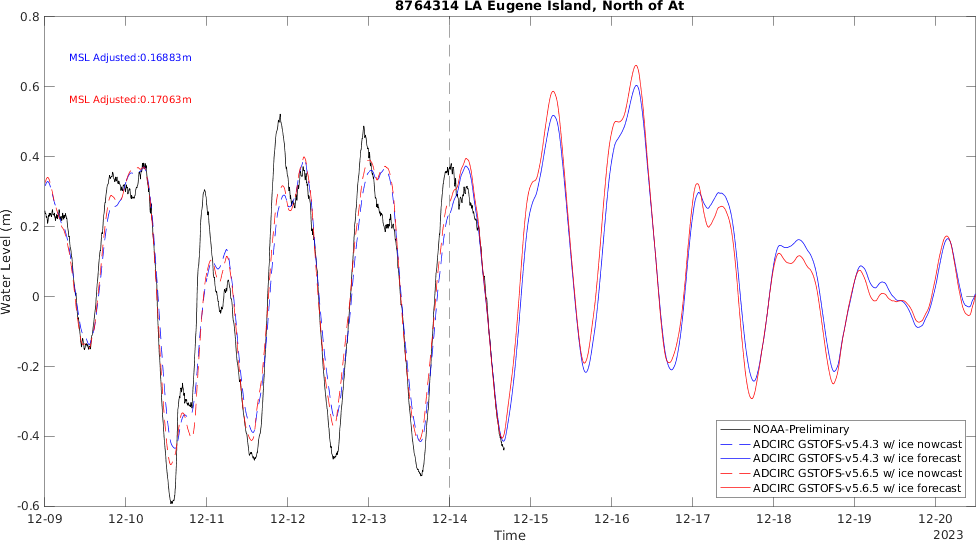 8764314 LA Eugene Island, North of At
MSL Adjusted:0.16883m
MSL Adjusted:0.17063m
Water Level (m)
0.8
0.6
0.4
0.2
0
-0.2
-0.4
-0.6
NOAA-Preliminary
ADCIRC GSTOFS-v5.4.3 w/ ice nowcast
ADCIRC GSTOFS-v5.4.3 w/ ice forecast
ADCIRC GSTOFS-v5.6.5 w/ ice nowcast
ADCIRC GSTOFS-v5.6.5 w/ ice forecast
12-09 12-10 12-11 12-12 12-13 12-14 12-15 12-16 12-17 12-18 12-19 12-20
Time
2023